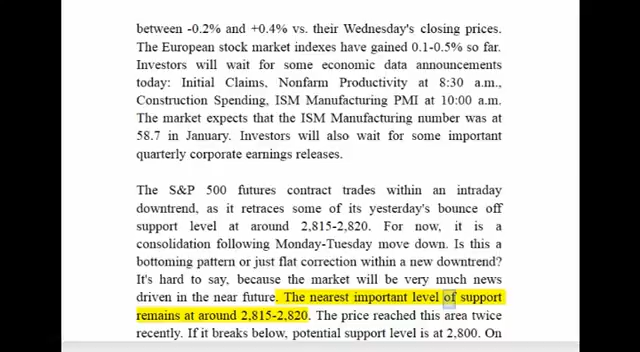 between -0.2% and +0.4% vs. their Wednesday's closing prices.
The European stock market indexes have gained 0.1-0.5% so far.
Investors will wait for some economic data announcements
today: Initial Claims, Nonfarm Productivity at 8:30 a.m.,
Construction Spending, ISM Manufacturing PMI at 10:00 a.m.
The market expects that the ISM Manufacturing number was at
58.7 in January. Investors will also wait for some important
quarterly corporate earnings releases.
The S&P 500 futures contract trades within an intraday
downtrend, as it retraces some of its yesterday's bounce off
support level at around 2,815-2,820. For now, it is a
consolidation following Monday-Tuesday move down. Is this a
bottoming pattern or just flat correction within a new downtrend?
It's hard to say, because the market will be very much news
driven in the near future. The nearest important level of support
remains at around 2,815-2,820. The price reached this area twice
recently. If it breaks below, potential support level is at 2,800. On